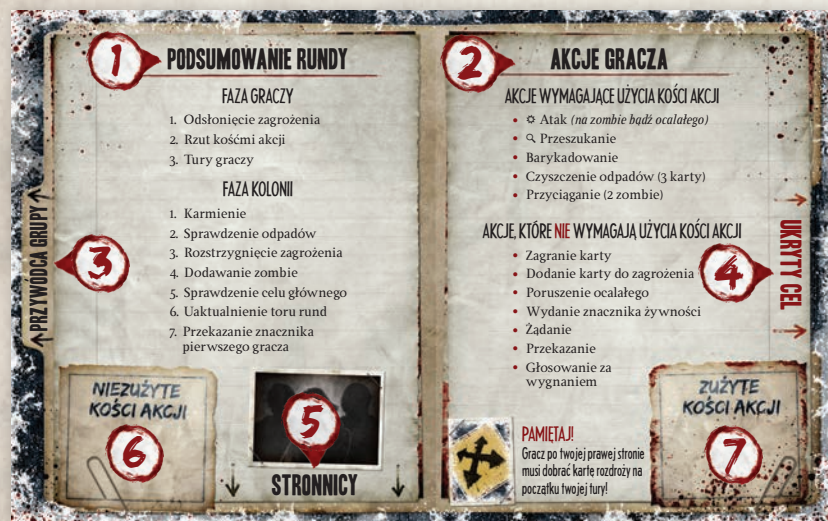 1
PODSUMOWANIE RUNDY
FAZA GRACZY
1. Odsłonięcie zagrożenia
2. Rzut kośćmi akcji
3. Tury graczy
FAZA KOLONII
1. Karmienie
2. Sprawdzenie odpadów
3. Rozstrzygnięcie zagrożenia
4. Dodawanie zombie
5. Sprawdzenie celu głównego
6. Uaktualnienie toru rund
7. Przekazanie znacznika
pierwszego gracza
PRZYWÓDCA GRUPY
3
NIEZUŻYTE
KOŚCI AKCJI
6
5
STRONNICY
2
AKCJE GRACZA
AKCJE WYMAGAJĄCE UŻYCIA KOŚCI AKCJI
• Atak (na zombie bądź ocalałego)
• Przeszukanie
• Barykadowanie
• Czyszczenie odpadów (3 karty)
• Przyciąganie (2 zombie)
AKCJE, KTÓRE NIE WYMAGAJĄ UŻYCIA KOŚCI AKCJI
• Zagranie karty
• Dodanie karty do zagrożenia
• Poruszenie ocalałego
• Wydanie znacznika żywności
• Żądanie
• Przekazanie
• Głosowanie za
wygnaniem
4
UKRYTY CEL
PAMIĘTAJ!
Gracz po twojej prawej stronie
musi dobrać kartę rozdroży na
początku twojej tury!
ZUŻYTE
KOŚCI AKCJI
7